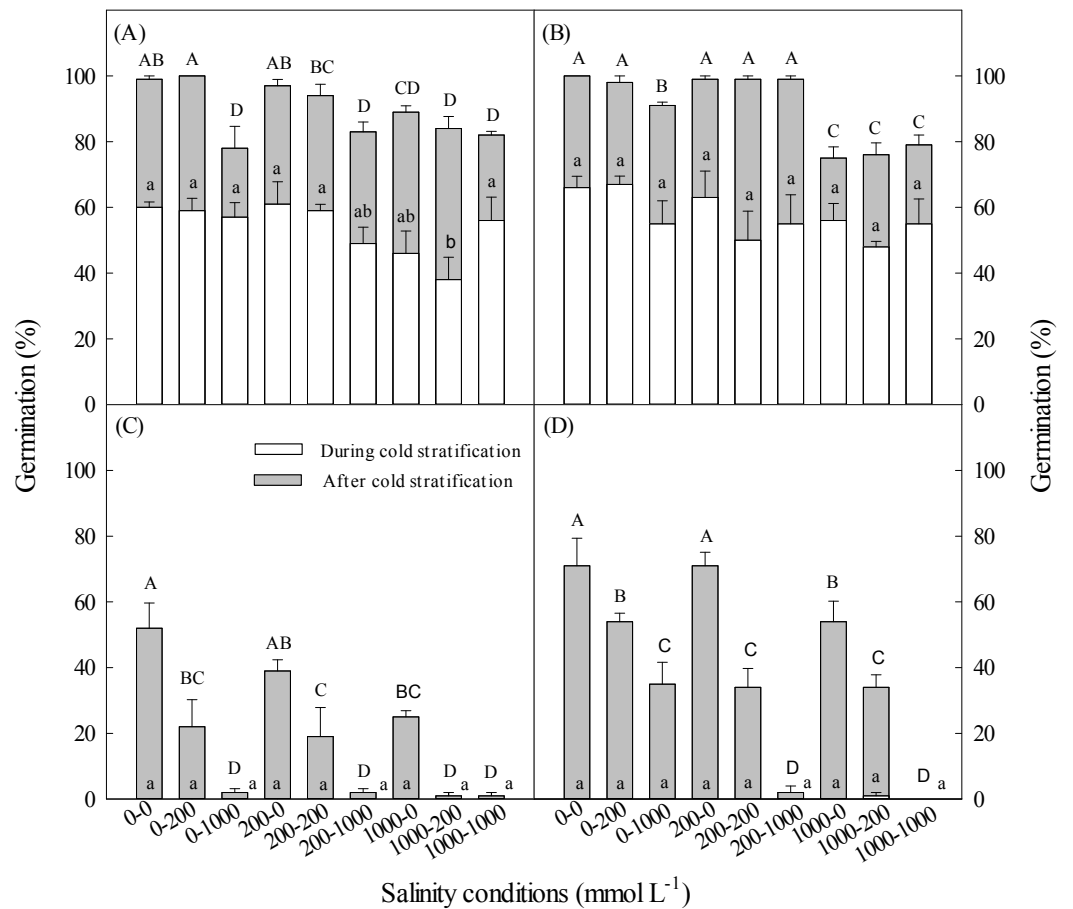 (A)
AB A D AB BC D CD D D
a a a a a ab ab b a
(B)
A A B A A A C C C
a a a a a a a a a
100
80
60
40
20
0
100
80
60
40
20
0
(C)
During cold stratification
After cold stratification
A BC D AB C D BC D D
a a a a a a a a a
(D)
A B C A C D B C D
a a a a a a a a a
100
80
60
40
20
0
100
80
60
40
20
0
Germination (%)
Germination (%)
0-0 0-200 0-1000 200-0 200-200 200-1000 1000-0 1000-200 1000-1000
0-0 0-200 0-1000 200-0 200-200 200-1000 1000-0 1000-200 1000-1000
Salinity conditions (mmol L⁻¹)